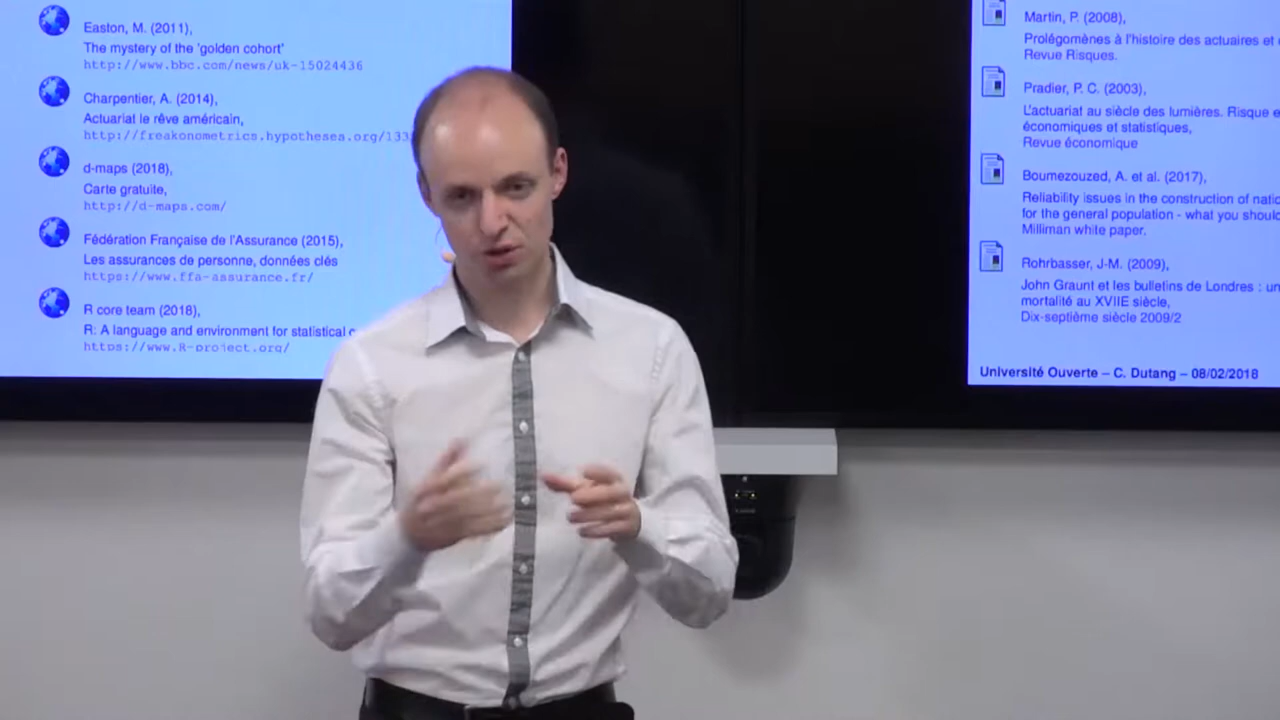 Easton, M. (2011),
The mystery of the 'golden cohort'
http://www.bbc.com/news/uk-15024436
Charpentier, A. (2014),
Actuariat le rêve américain,
http://freakonometrics.hypotheses.org/133
d-maps (2018),
Carte gratuite,
http://d-maps.com/
Fédération Française de l'Assurance (2015),
Les assurances de personne, données clés
https://www.ffa-assurance.fr/
R core team (2018),
R: A language and environment for statistical
https://www.R-project.org/
Martin, P. (2008),
Prolégomènes à l'histoire des actuaires et
Revue Risques.
Pradier, P. C. (2003),
L'actuariat au siècle des lumières. Risque
économiques et statistiques,
Revue économique
Boumezouzed, A. et al. (2017),
Reliability issues in the construction of
for the general population - what you
Milliman white paper.
Rohrbasser, J-M. (2009),
John Graunt et les bulletins de Londres :
mortalité au XVIIE siècle,
Dix-septième siècle 2009/2
Université Ouverte – C. Dutang – 08/02/2018